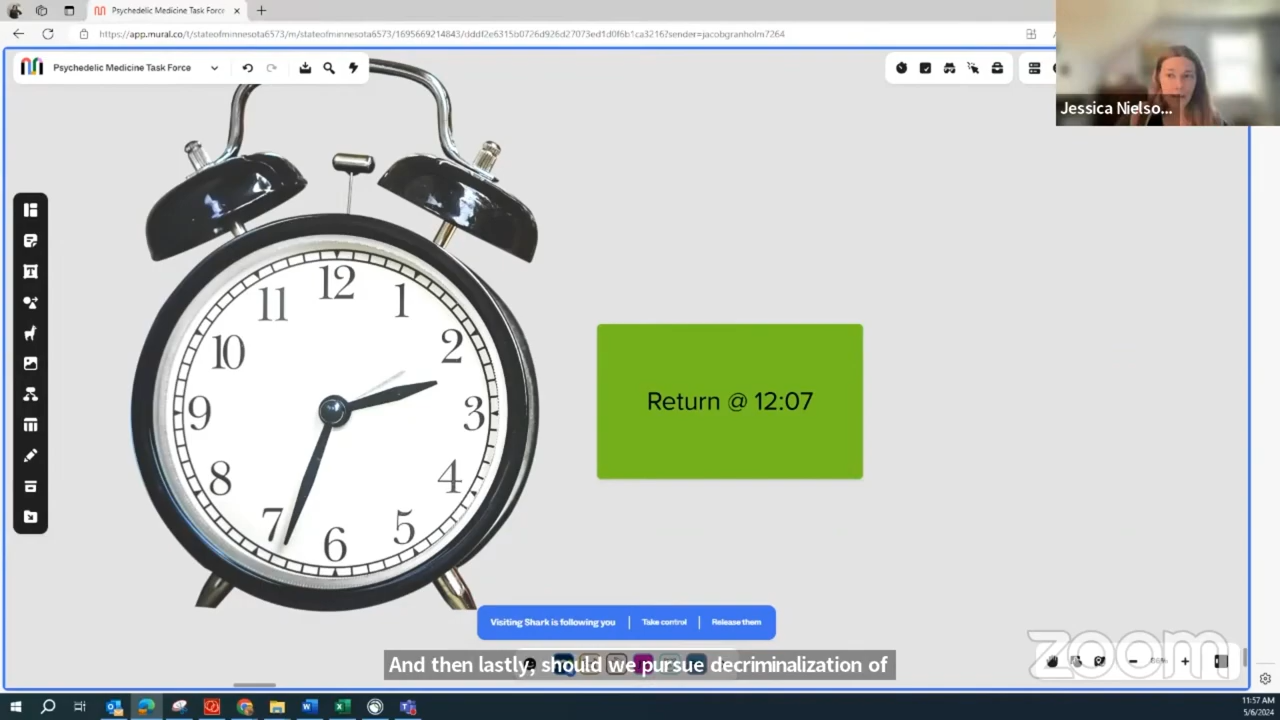 Psychedelic Medicine Task Force
https://app.mural.co/t/stateofminnesota6573/m/stateofminnesota6573/1695669214843/dddf2e6315b0726d926d27073ed1d0f6b1ca3216?sender=jacobgranholm7264
Psychedelic Medicine Task Force
Jessica Nielso...
12
11
1
10
2
9
3
8
4
7
5
6
Return @ 12:07
Visiting Shark is following you
Take control
Release them
And then lastly, should we pursue decriminalization of
zoom
11:57 AM
5/6/2024